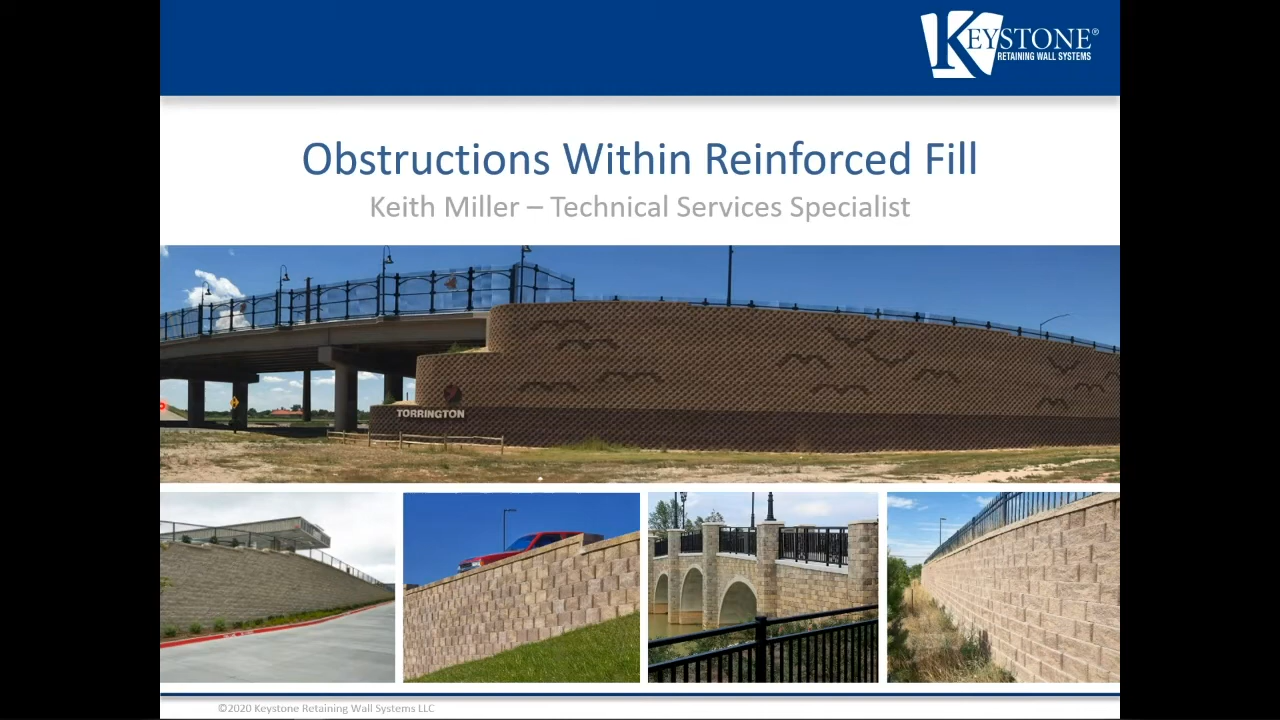 KEYSTONE®
RETAINING WALL SYSTEMS
Obstructions Within Reinforced Fill
Keith Miller – Technical Services Specialist
TORRINGTON
©2020 Keystone Retaining Wall Systems LLC